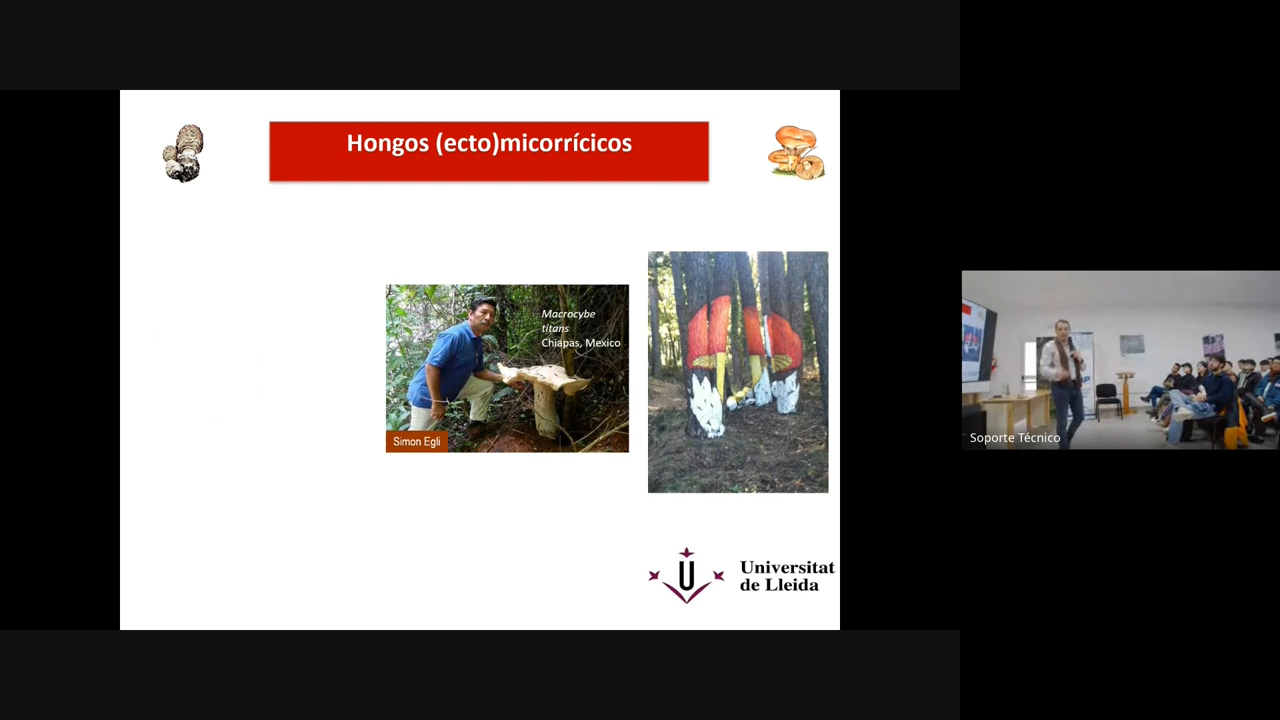 Hongos (ecto)micorrícicos
Macrocybe
titans
Chiapas, Mexico
Simon Egli
Universitat
de Lleida
Soporte Técnico